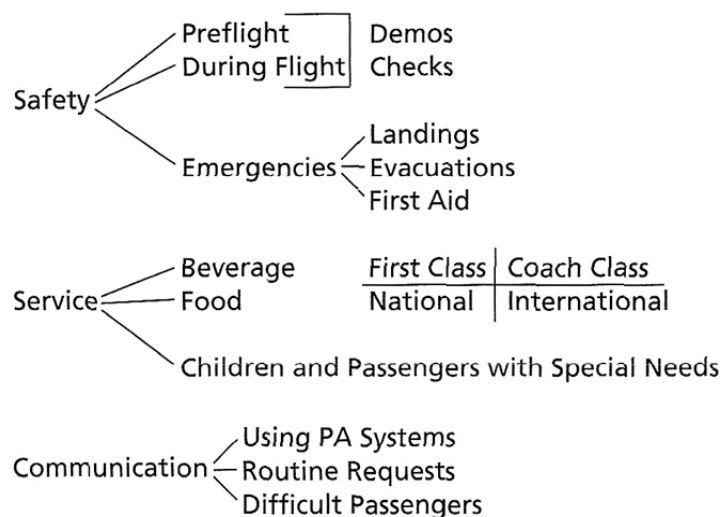 Preflight Demos
During Flight Checks
Safety
Landings
Emergencies Evacuations
First Aid
Beverage First Class Coach Class
Service Food National International
Children and Passengers with Special Needs
Using PA Systems
Communication Routine Requests
Difficult Passengers